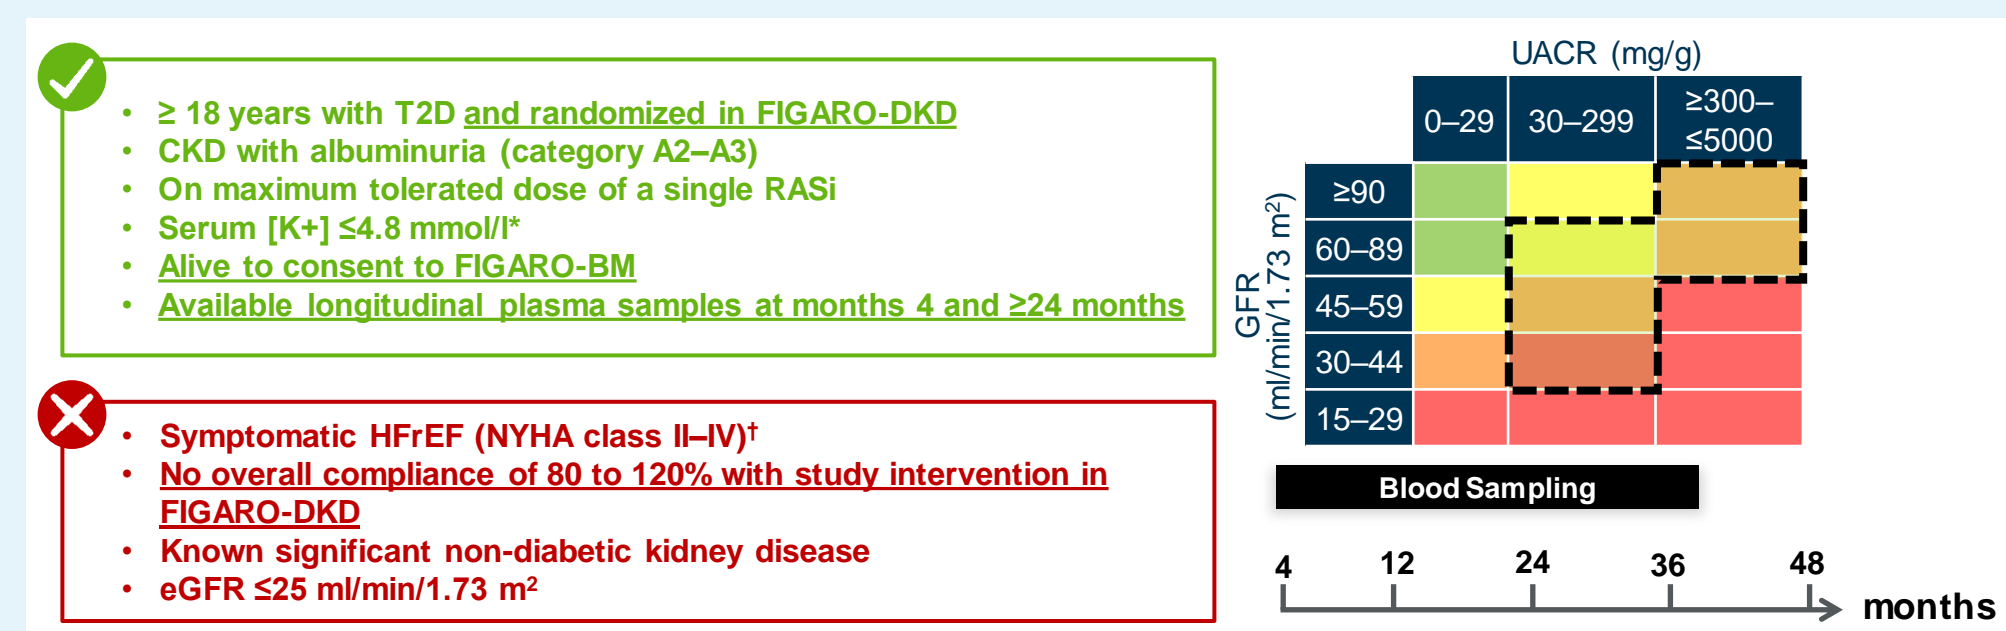 • ≥ 18 years with T2D and randomized in FIGARO-DKD
• CKD with albuminuria (category A2–A3)
• On maximum tolerated dose of a single RASi
• Serum [K+] ≤4.8 mmol/l*
• Alive to consent to FIGARO-BM
• Available longitudinal plasma samples at months 4 and ≥24 months
• Symptomatic HFrEF (NYHA class II–IV)†
• No overall compliance of 80 to 120% with study intervention in
FIGARO-DKD
• Known significant non-diabetic kidney disease
• eGFR ≤25 ml/min/1.73 m²
UACR (mg/g)
0–29 30–299 ≥300–
≤5000
GFR
(ml/min/1.73 m²)
≥90
60–89
45–59
30–44
15–29
Blood Sampling
4 12 24 36 48
months